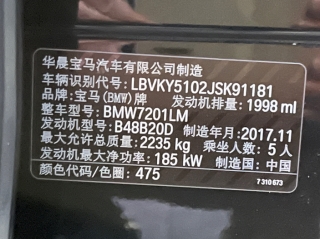 华晨宝马汽车有限公司制造
车辆识别代号: LBVKY5102JSK91181
品牌: 宝马(BMW)牌 发动机排量: 1998 ml
整车型号: BMW7201LM
发动机型号: B48B20D 制造年月: 2017.11
最大允许总质量: 2235 kg 乘坐人数: 5 人
发动机最大净功率: 185 kW 制造国: 中国
颜色代码/色圈: 475
7 310 673